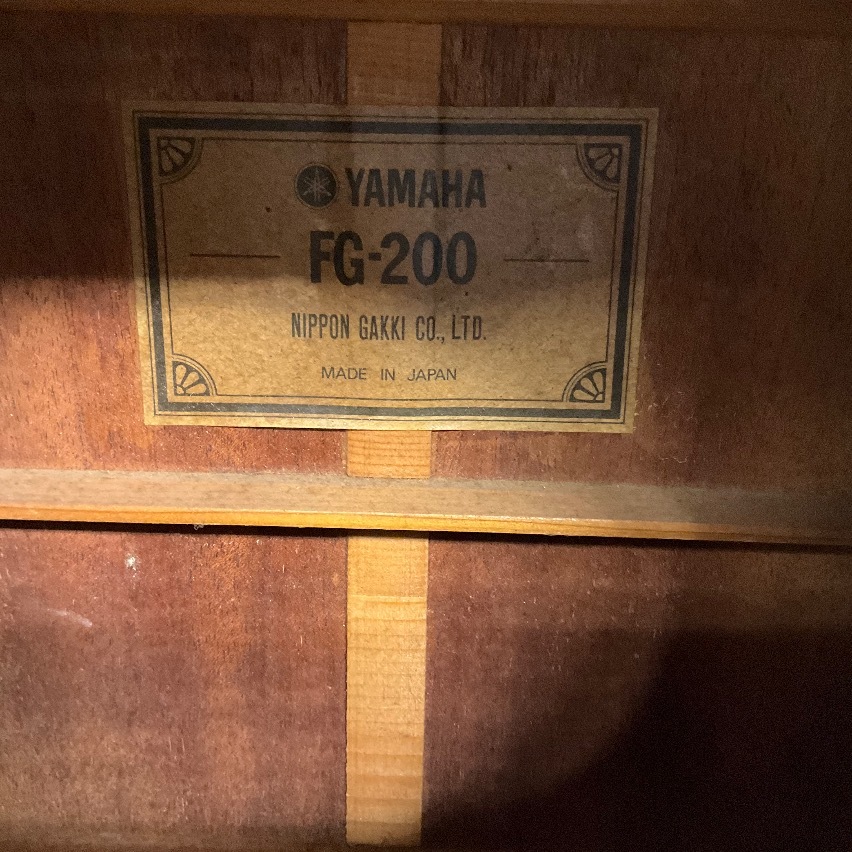 YAMAHA
FG-200
NIPPON GAKKI CO., LTD.
MADE IN JAPAN